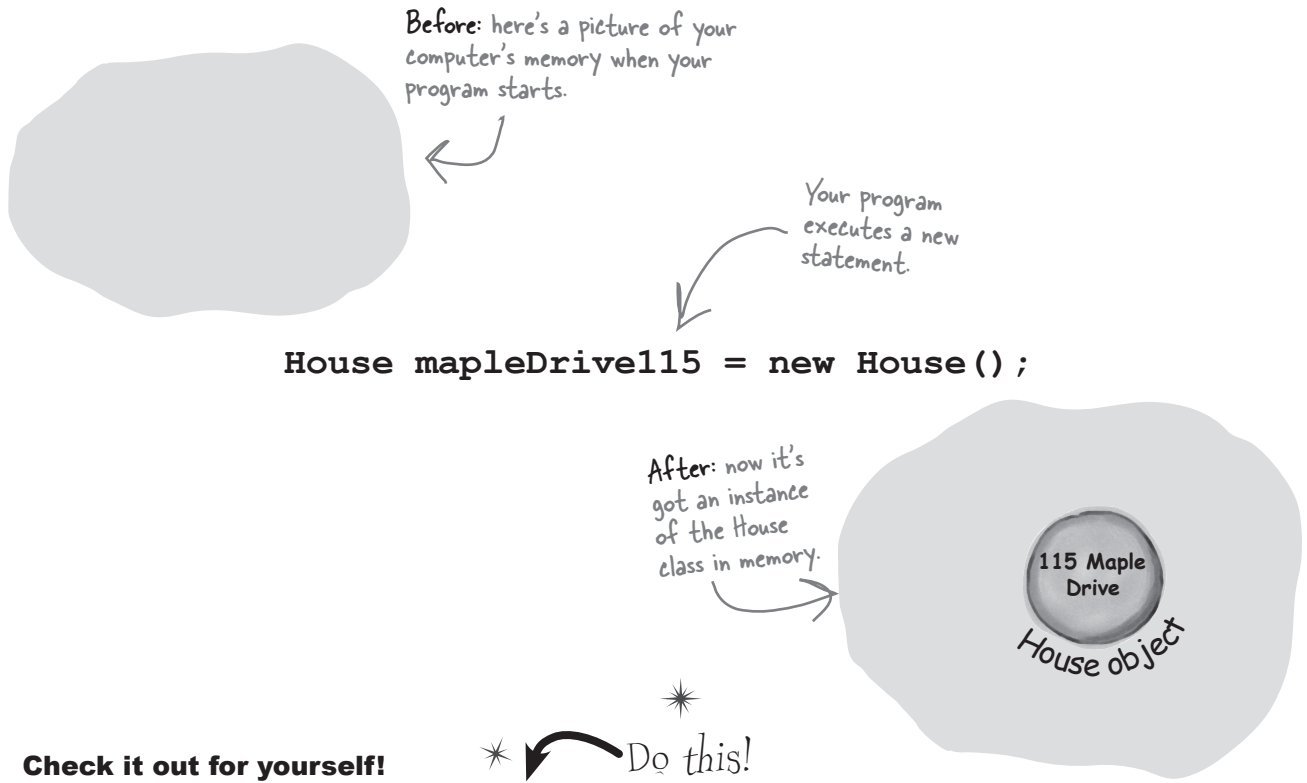 Before: here's a picture of your
computer's memory when your
program starts.
Your program
executes a new
statement.
House mapleDrive115 = new House();
After: now it's
got an instance
of the House
class in memory.
115 Maple
Drive
House object
Check it out for yourself!
Do this!